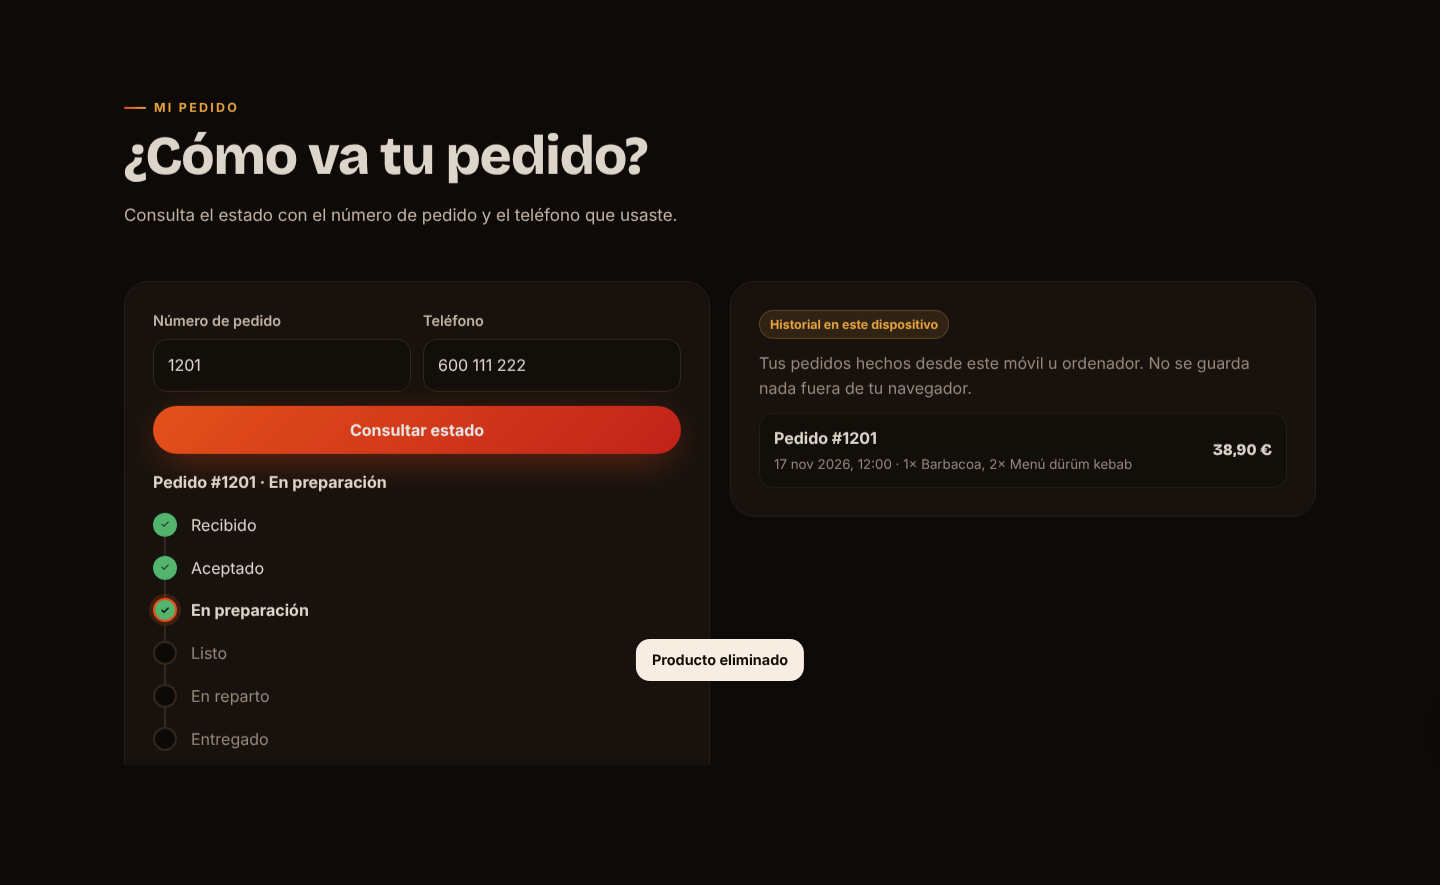 MI PEDIDO
¿Cómo va tu pedido?
Consulta el estado con el número de pedido y el teléfono que usaste.
Número de pedido
Teléfono
1201
600 111 222
Consultar estado
Pedido #1201 · En preparación
Recibido
Aceptado
En preparación
Listo
En reparto
Entregado
Historial en este dispositivo
Tus pedidos hechos desde este móvil u ordenador. No se guarda
nada fuera de tu navegador.
Pedido #1201
17 nov 2026, 12:00 · 1× Barbacoa, 2× Menú dürüm kebab
38,90 €
Producto eliminado